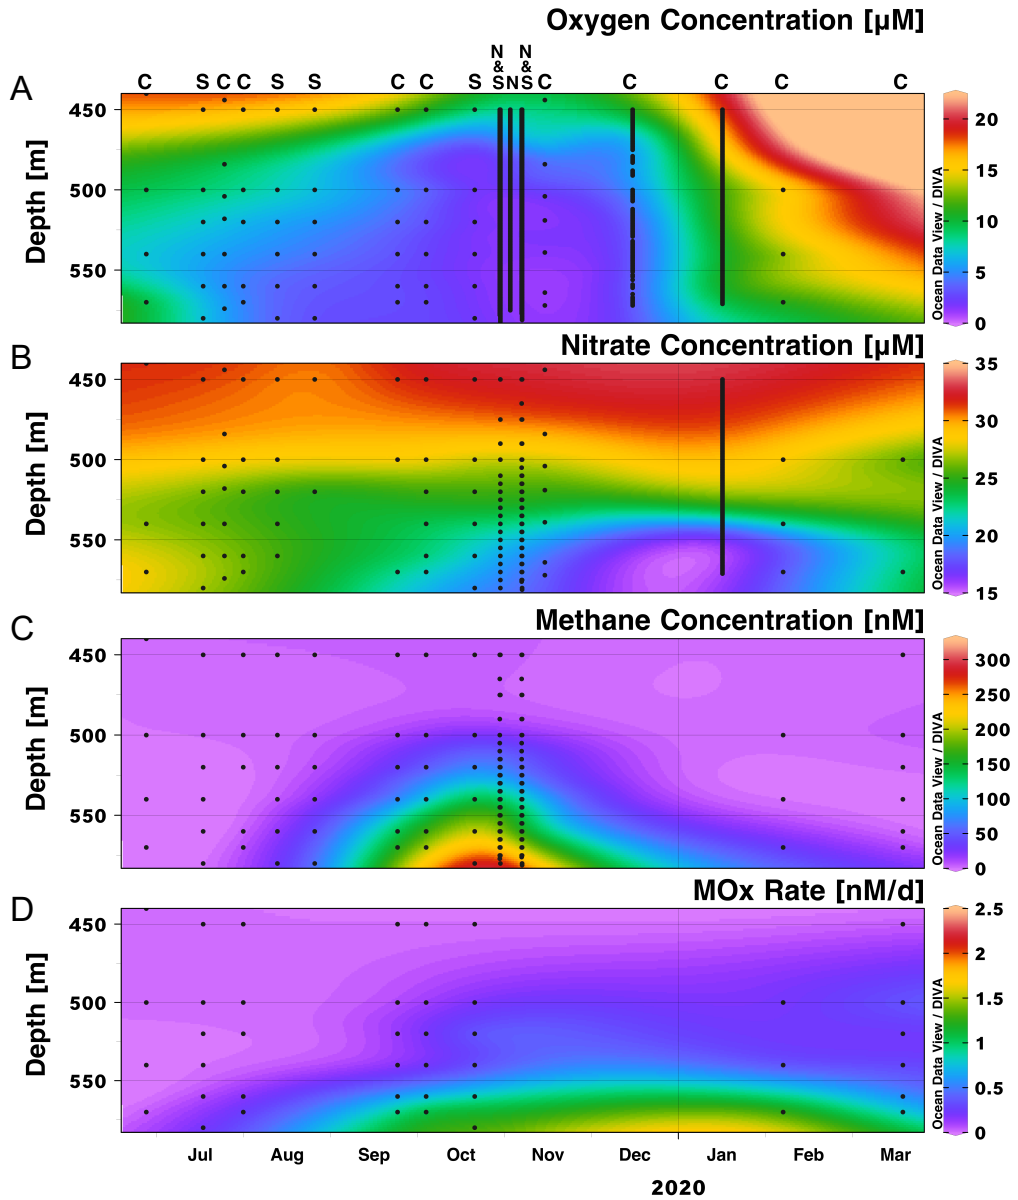 Oxygen Concentration [µM]
N N
& &
C S C C S S C C S S N S C C C C C
A
Depth [m]
450
500
550
Ocean Data View / DIVA
20
15
10
5
0
B
Nitrate Concentration [µM]
Depth [m]
450
500
550
Ocean Data View / DIVA
35
30
25
20
15
C
Methane Concentration [nM]
Depth [m]
450
500
550
Ocean Data View / DIVA
300
250
200
150
100
50
0
D
MOx Rate [nM/d]
Depth [m]
450
500
550
Ocean Data View / DIVA
2.5
2
1.5
1
0.5
0
Jul Aug Sep Oct Nov Dec Jan Feb Mar
2020